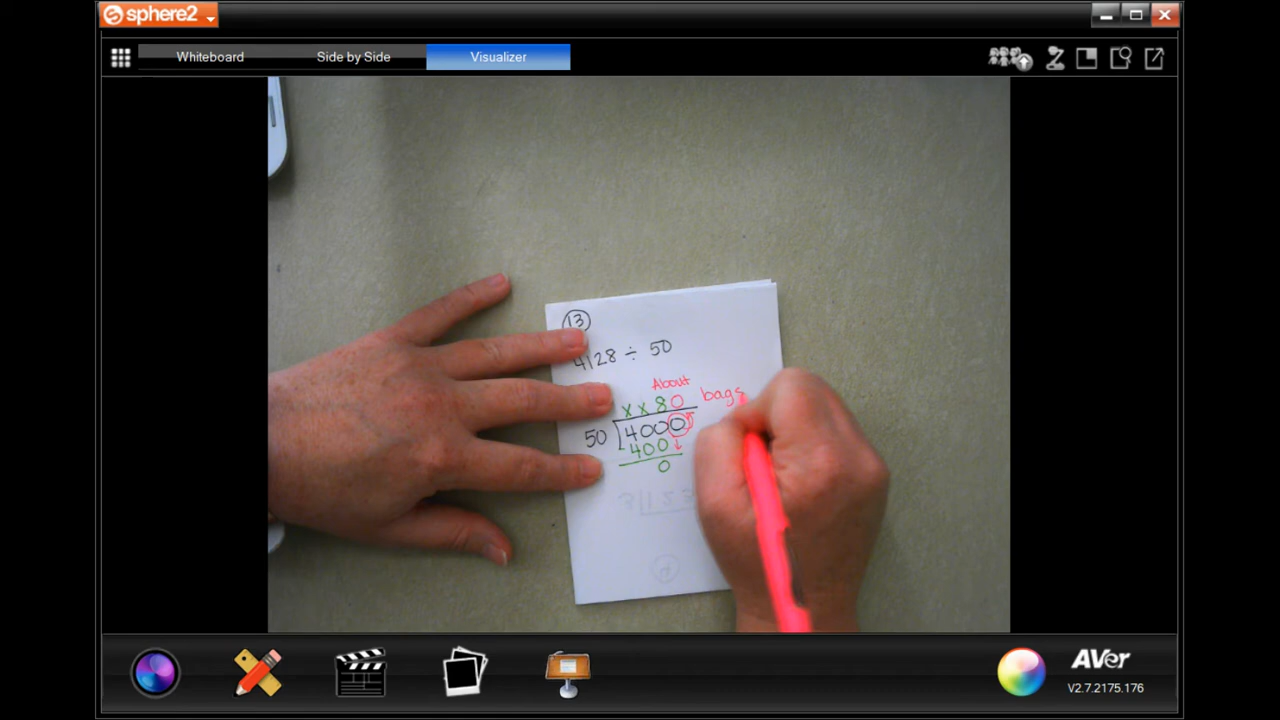 sphere2
Whiteboard Side by Side Visualizer
13
4128 ÷ 50
About
x x 8 0 bags
50 4000
400
0
AVer
V2.7.2175.176